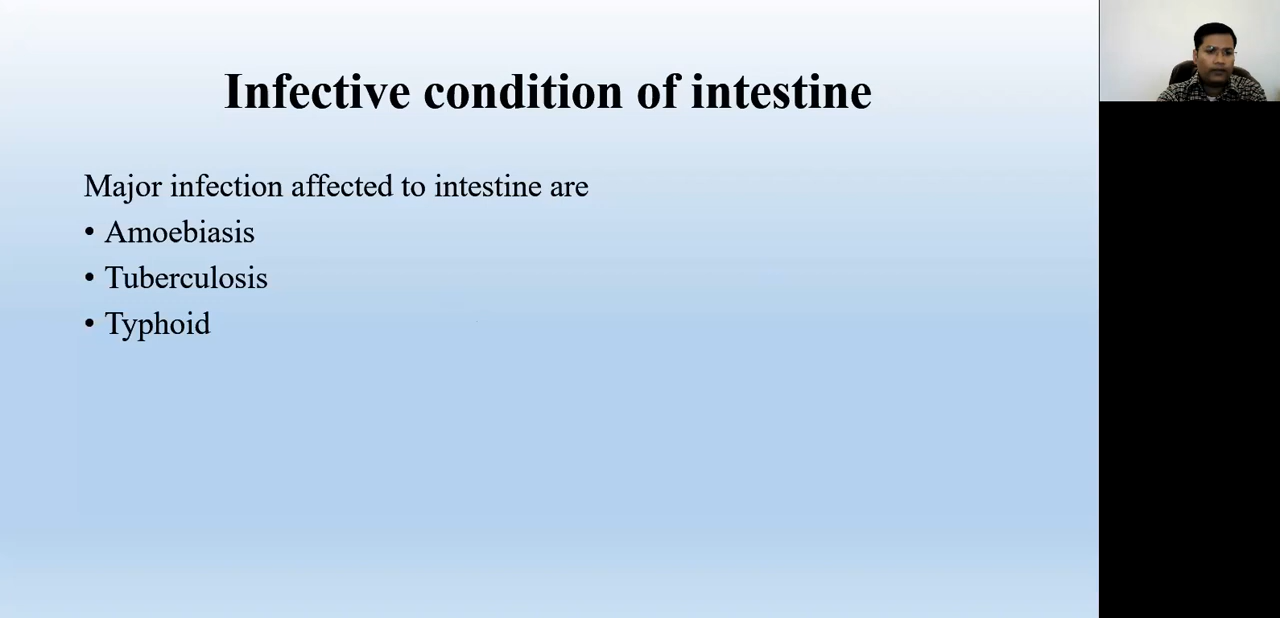 Infective condition of intestine
Major infection affected to intestine are
• Amoebiasis
• Tuberculosis
• Typhoid